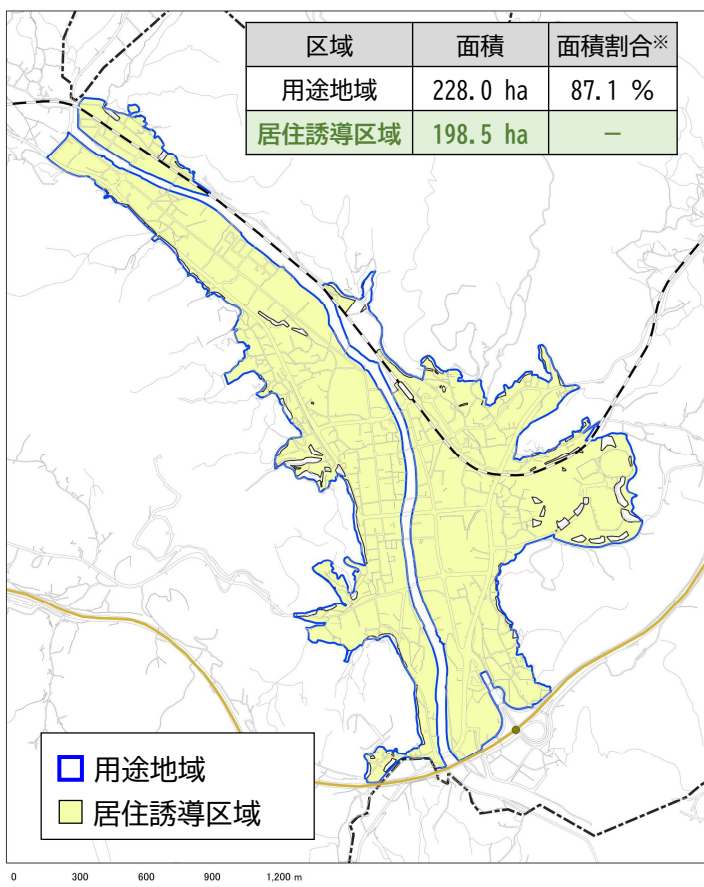 区域 面積 面積割合※
用途地域 228.0 ha 87.1 %
居住誘導区域 198.5 ha －
用途地域
居住誘導区域
0 300 600 900 1,200 m